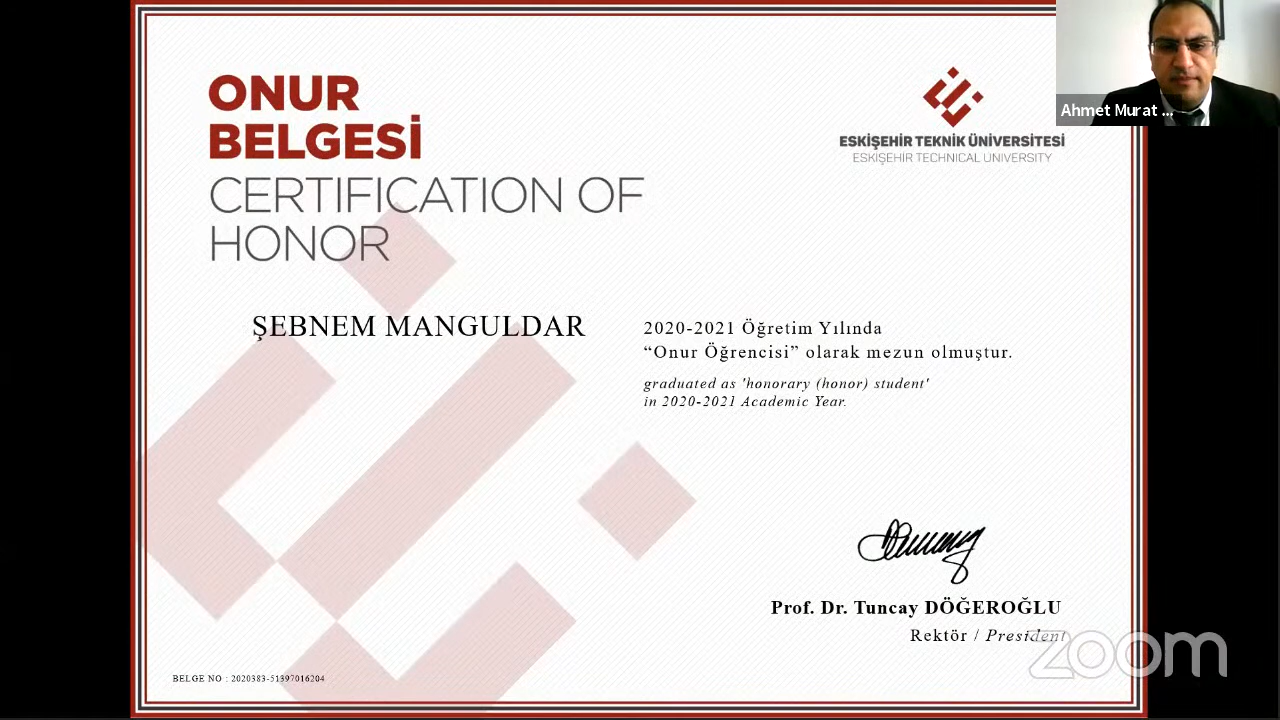 ONUR
BELGESİ
CERTIFICATION OF
HONOR
ESKİŞEHİR TEKNİK ÜNİVERSİTESİ
ESKİŞEHİR TECHNICAL UNIVERSITY
Ahmet Murat ...
ŞEBNEM MANGULDAR
2020-2021 Öğretim Yılında
“Onur Öğrencisi” olarak mezun olmuştur.
graduated as 'honorary (honor) student'
in 2020-2021 Academic Year.
Prof. Dr. Tuncay DÖĞEROĞLU
Rektör / President
zoom
BELGE NO : 2020383-51397016204